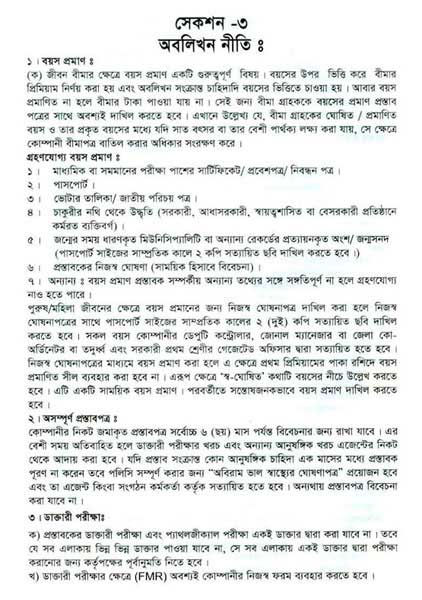 সেকশন -৩
অবলিখন নীতি ঃ
১ । বয়স প্রমাণ ঃ
(ক) জীবন বীমার ক্ষেত্রে বয়স প্রমাণ একটি গুরুত্বপূর্ণ বিষয়। বয়সের উপর ভিত্তি করে বীমার
প্রিমিয়াম নির্ণয় করা হয় এবং অবলিখন সংক্রান্ত চাহিদাদি বয়সের ভিত্তিতে চাওয়া হয়। আবার বয়স
প্রমাণিত না হলে বীমার টাকা পাওয়া যায় না। সেই জন্য বীমা গ্রাহককে বয়সের প্রমাণ প্রস্তাব
পত্রের সাথে অবশ্যই দাখিল করতে হবে। এখানে উল্লেখ্য যে, বীমা গ্রাহকের ঘোষিত / প্রমাণিত
বয়স ও তার প্রকৃত বয়সের মধ্যে যদি সাত বৎসর বা তার বেশী পার্থক্য লক্ষ্য করা যায়, সে ক্ষেত্রে
কোম্পানী বীমাপত্র বাতিল করার অধিকার সংরক্ষণ করে।
গ্রহণযোগ্য বয়স প্রমাণ ঃ
১ । মাধ্যমিক বা সমমানের পরীক্ষা পাশের সার্টিফিকেট/ প্রবেশপত্র/ নিবন্ধন পত্র ।
২ । পাসপোর্ট ।
৩ । ভোটার তালিকা/ জাতীয় পরিচয় পত্র ।
৪ । চাকুরীর নথি থেকে উদ্ধৃতি (সরকারী, আধাসরকারী, স্বায়ত্বশাসিত বা বেসরকারী প্রতিষ্ঠানে
কর্মরত ব্যক্তিবর্গ) ।
৫ । জন্মের সময় ধারণকৃত মিউনিসিপ্যালিটি বা অন্যান্য রেকর্ডের প্রত্যায়নকৃত অংশ/ জন্মসনদ
(পাসপোর্ট সাইজের সাম্প্রতিক কালে ২ কপি সত্যায়িত ছবি দাখিল করতে হবে।)
৬ । প্রস্তাবকের নিজস্ব ঘোষণা (সাময়িক হিসাবে বিবেচনা) ।
৭ । অন্যান্য ঃ বয়স প্রমাণ প্রস্তাবক সম্পর্কীয় অন্যান্য তথ্যের সঙ্গে সঙ্গতিপূর্ণ না হলে গ্রহণযোগ্য
নাও হতে পারে।
পুরুষ/মহিলা জীবনের ক্ষেত্রে বয়স প্রমানের জন্য নিজস্ব ঘোষনাপত্র দাখিল করা হলে নিজস্ব
ঘোষনাপত্রের সাথে পাসপোর্ট সাইজের সাম্প্রতিক কালের ২ (দুই) কপি সত্যায়িত ছবি দাখিল
করতে হবে। সকল বয়স কোম্পানীর ডেপুটি কন্ট্রোলার, জোনাল ম্যানেজার বা জেলা কো-
অর্ডিনেটর বা তদুর্ধ্ব এবং সরকারী প্রথম শ্রেণীর গেজেটেড অফিসার দ্বারা সত্যায়িত হতে হবে।
নিজস্ব ঘোষনাপত্রের মাধ্যমে বয়স প্রমাণ করা হলে এ ক্ষেত্রে প্রথম প্রিমিয়ামের পাকা রশিদে বয়স
প্রমাণিত সীল ব্যবহার করা হবে না। এরূপ ক্ষেত্রে 'স্ব-ঘোষিত' কথাটি বয়সের নীচে উল্লেখ করতে
হবে। এটি একটি সাময়িক বয়স প্রমাণ। পরবর্তীতে সন্তোষজনকভাবে বয়স প্রমাণ দাখিল করতে
হবে।
২ । অসম্পূর্ণ প্রস্তাবপত্র ঃ
কোম্পানীর নিকট জমাকৃত প্রস্তাবপত্র সর্বোচ্চ ৬ (ছয়) মাস পর্যন্ত বিবেচনার জন্য রাখা যাবে। এর
বেশী সময় অতিবাহিত হলে ডাক্তারী পরীক্ষার খরচ এবং অন্যান্য আনুষঙ্গিক খরচ এজেন্টের নিকট
থেকে আদায় করা হবে। যদি প্রস্তাব সংক্রান্ত কোন আনুষঙ্গিক চাহিদা এক মাসের মধ্যে প্রস্তাবক
পূরণ না করেন তবে পলিসি সম্পূর্ণ করার জন্য "অবিরাম ভাল স্বাস্থ্যের ঘোষণাপত্র" প্রয়োজন হবে
এবং তা এজেন্ট কিংবা সংগঠন কর্মকর্তা কর্তৃক সত্যায়িত হতে হবে। অন্যথায় প্রস্তাবপত্র বিবেচনা
করা যাবে না।
৩ । ডাক্তারী পরীক্ষাঃ
ক) প্রস্তাবকের ডাক্তারী পরীক্ষা এবং প্যাথলজীক্যাল পরীক্ষা একই ডাক্তার দ্বারা করা যাবে না। তবে
যে সব এলাকায় ভিন্ন ভিন্ন ডাক্তার পাওয়া যাবে না, সে সব এলাকায় একই ডাক্তার দ্বারা পরীক্ষা
করানোর জন্য কর্তৃপক্ষের পূর্বানুমতি নিতে হবে।
খ) ডাক্তারী পরীক্ষার ক্ষেত্রে (FMR) অবশ্যই কোম্পানীর নিজস্ব ফরম ব্যবহার করতে হবে।